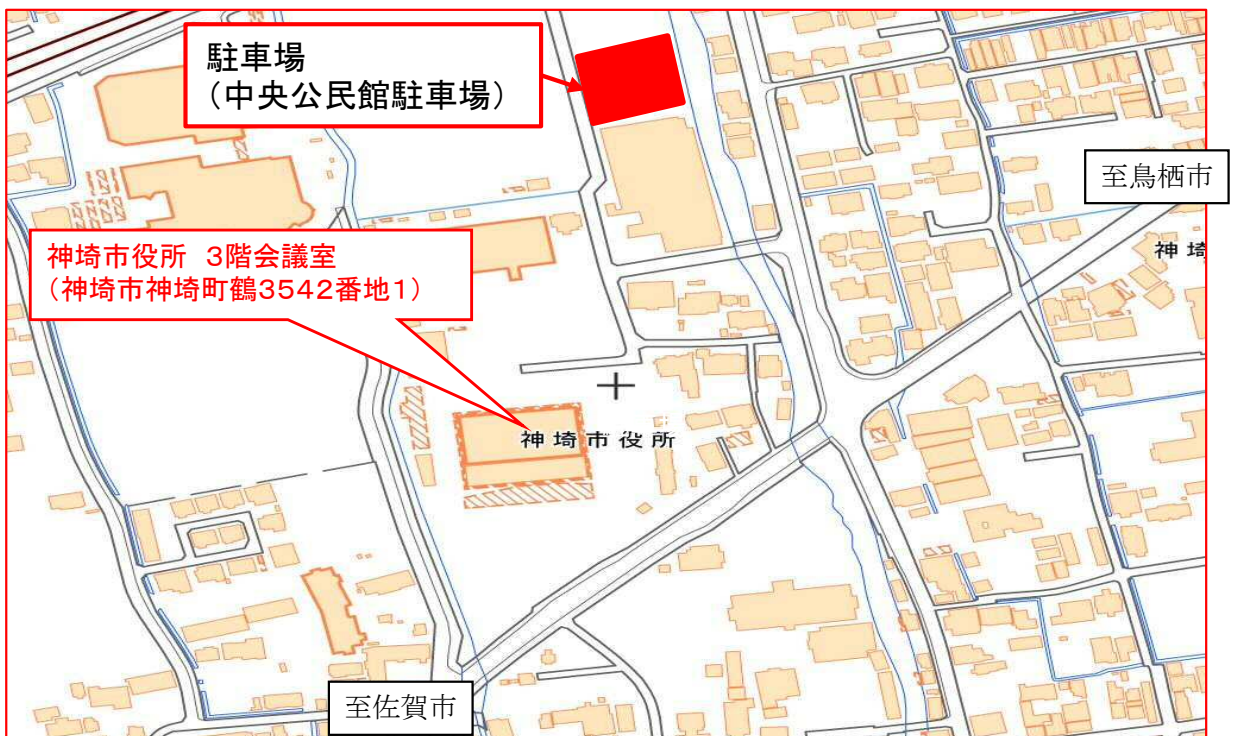 駐車場
（中央公民館駐車場）
至鳥栖市
神埼
神埼市役所 3階会議室
（神埼市神埼町鶴3542番地1）
神埼市役所
至佐賀市